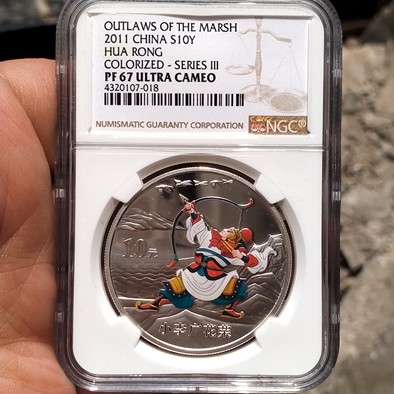 OUTLAWS OF THE MARSH
2011 CHINA S10Y
HUA RONG
COLORIZED - SERIES III
PF 67 ULTRA CAMEO
4320107-018
NUMISMATIC GUARANTY CORPORATION
NGC®
10元
小李广花荣